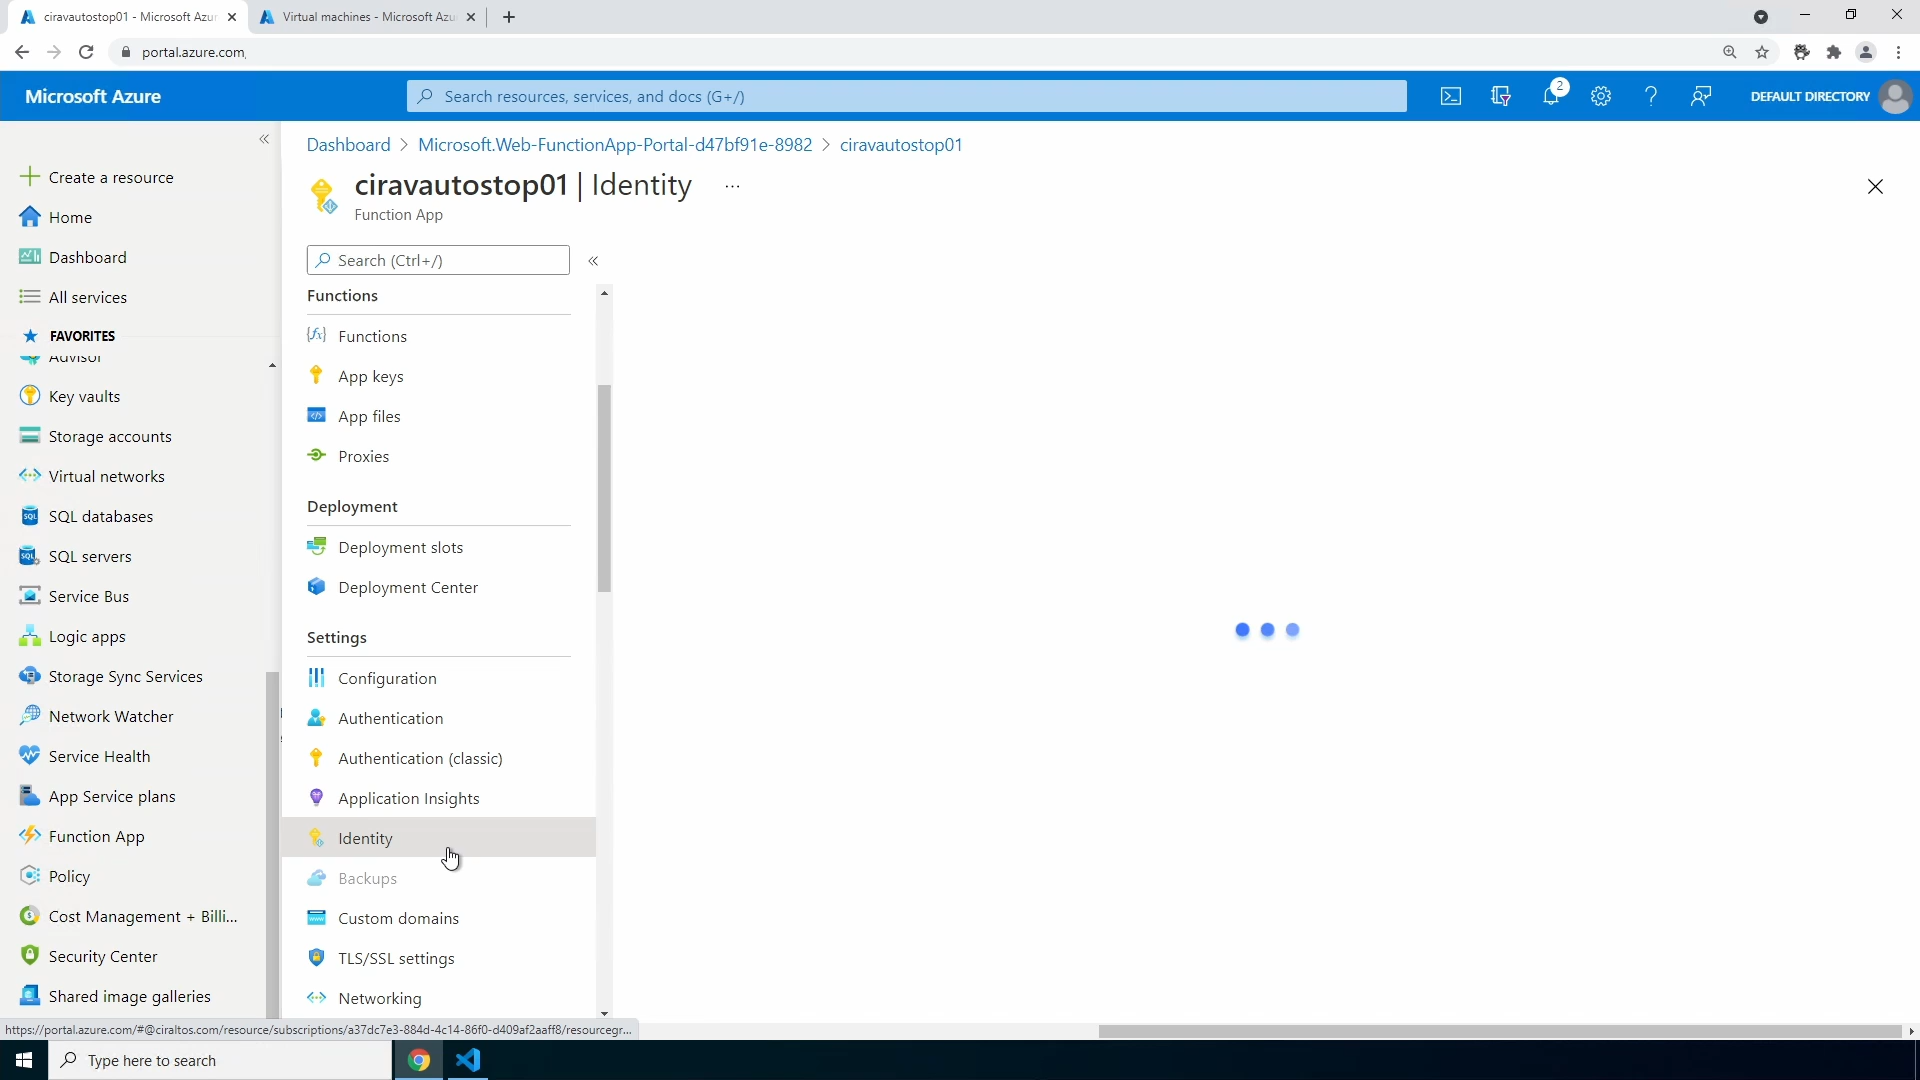 ciravautostop01 - Microsoft Azur
Virtual machines - Microsoft Azu
portal.azure.com,
Microsoft Azure
Search resources, services, and docs (G+/)
2
DEFAULT DIRECTORY
Dashboard > Microsoft.Web-FunctionApp-Portal-d47bf91e-8982 > ciravautostop01
ciravautostop01 | Identity ...
Function App
Create a resource
Home
Dashboard
All services
FAVORITES
Advisor
Key vaults
Storage accounts
Virtual networks
SQL databases
SQL servers
Service Bus
Logic apps
Storage Sync Services
Network Watcher
Service Health
App Service plans
Function App
Policy
Cost Management + Billi...
Security Center
Shared image galleries
Search (Ctrl+/)
Functions
Functions
App keys
App files
Proxies
Deployment
Deployment slots
Deployment Center
Settings
Configuration
Authentication
Authentication (classic)
Application Insights
Identity
Backups
Custom domains
TLS/SSL settings
Networking
https://portal.azure.com/#@ciraltos.com/resource/subscriptions/a37dc7e3-884d-4c14-86f0-d409af2aaff8/resourcegr...
Type here to search